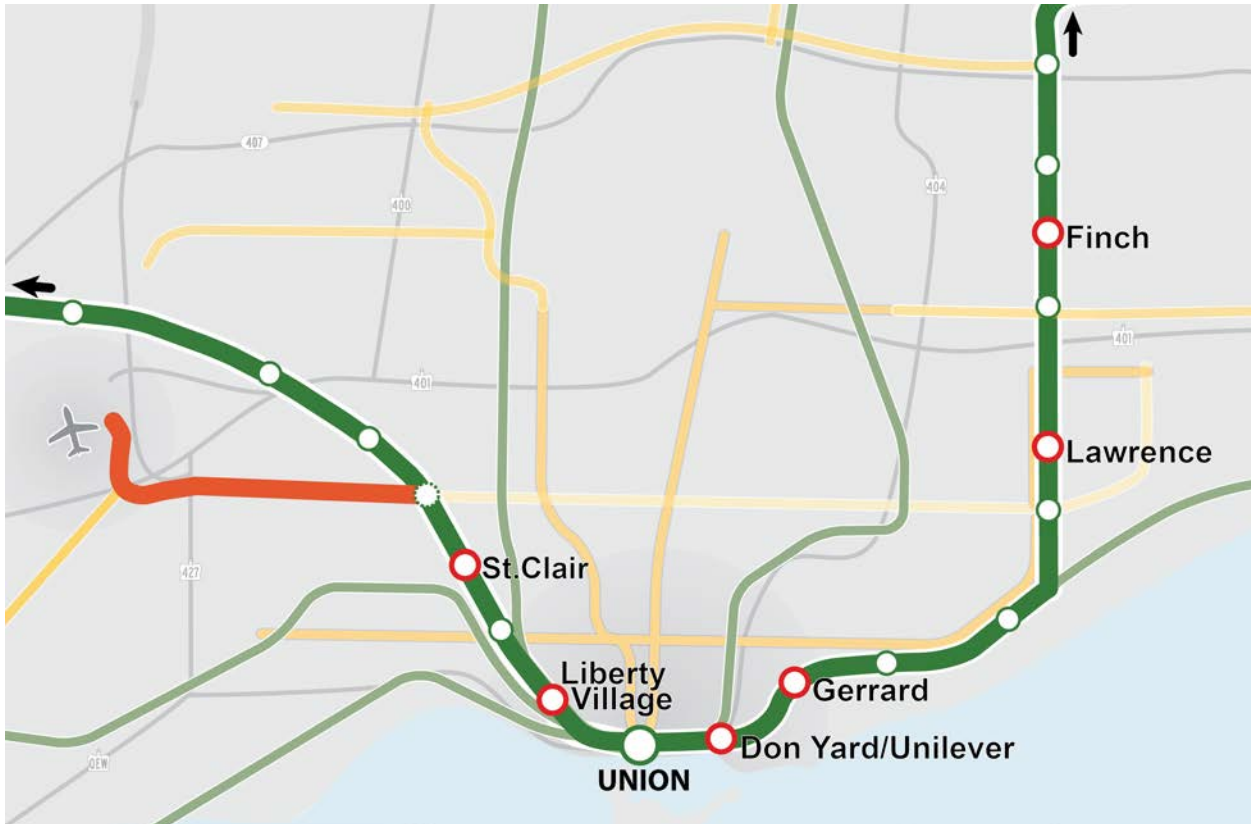 407
400
404
Finch
401
401
Lawrence
St.Clair
427
Liberty
Village
Gerrard
Don Yard/Unilever
QEW
UNION